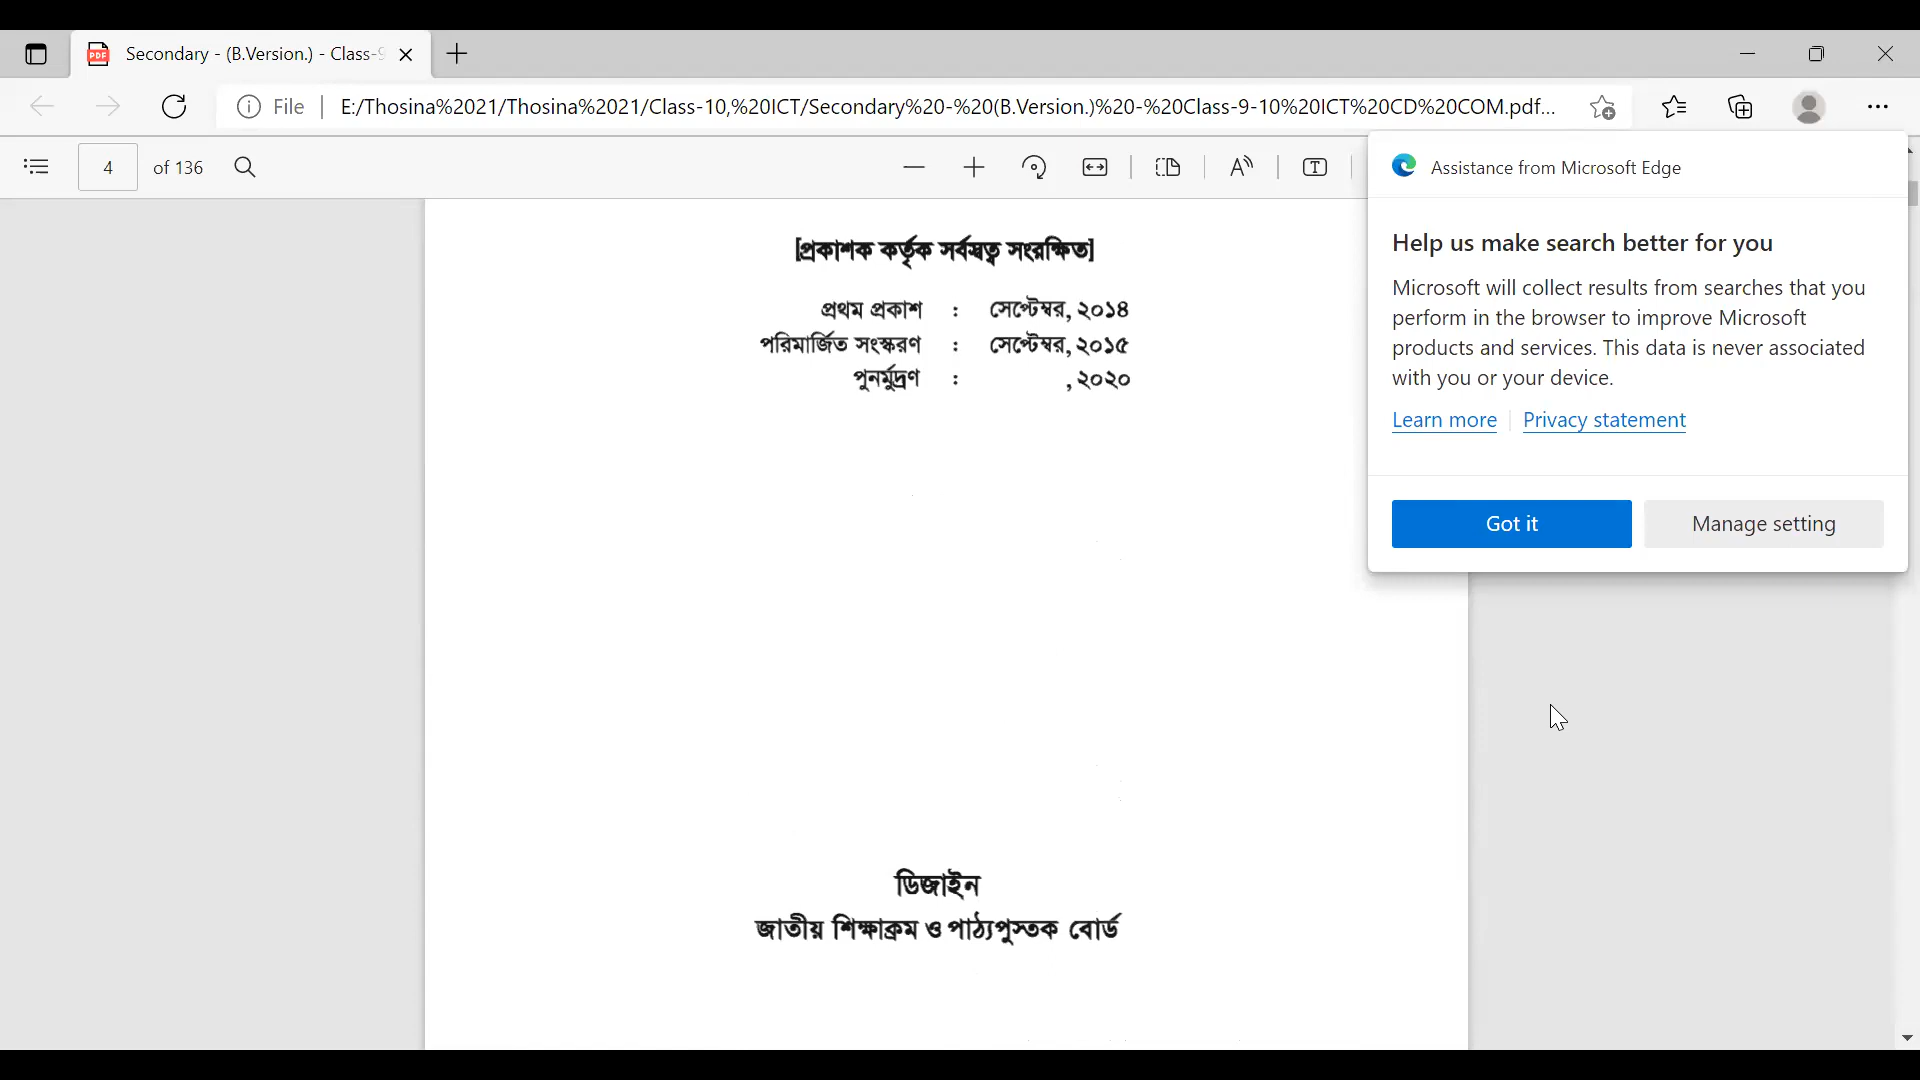 Secondary - (B.Version.) - Class-9
File
E:/Thosina%2021/Thosina%2021/Class-10,%20ICT/Secondary%20-%20(B.Version.)%20-%20Class-9-10%20ICT%20CD%20COM.pdf...
4 of 136
Assistance from Microsoft Edge
Help us make search better for you
Microsoft will collect results from searches that you
perform in the browser to improve Microsoft
products and services. This data is never associated
with you or your device.
Learn more Privacy statement
Got it Manage setting
[প্রকাশক কর্তৃক সর্বস্বত্ব সংরক্ষিত]
প্রথম প্রকাশ : সেপ্টেম্বর, ২০১৪
পরিমার্জিত সংস্করণ : সেপ্টেম্বর, ২০১৫
পুনর্মুদ্রণ : , ২০২০
ডিজাইন
জাতীয় শিক্ষাক্রম ও পাঠ্যপুস্তক বোর্ড